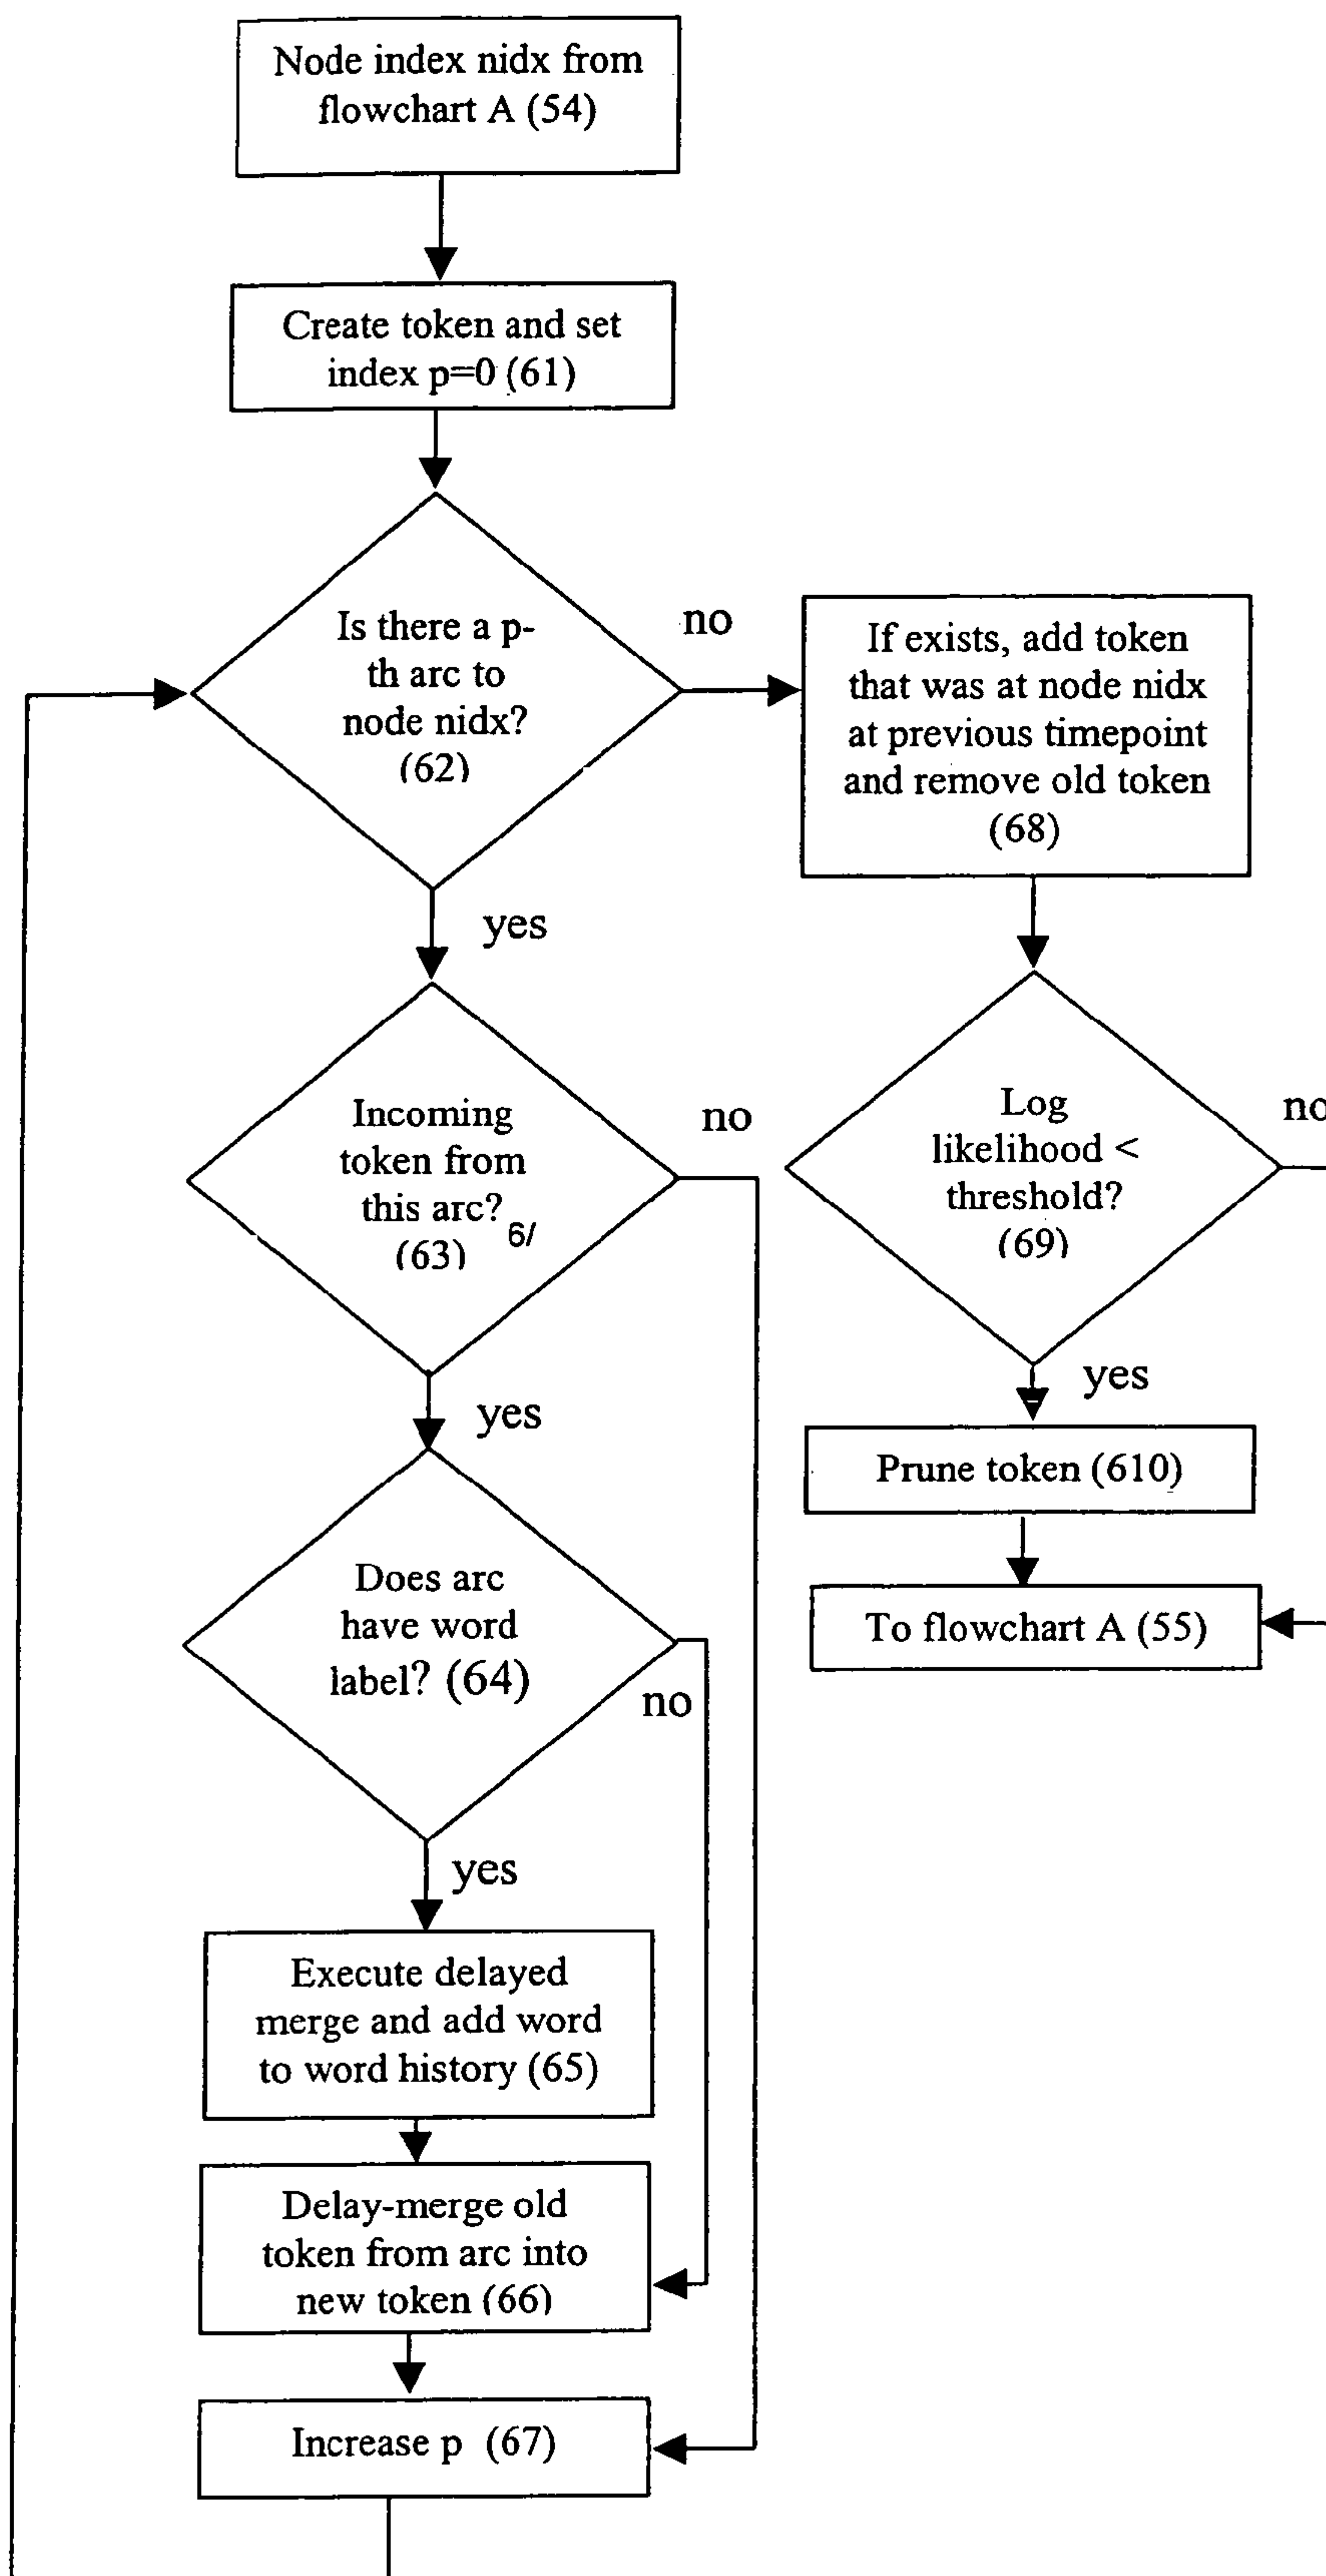 Node index nidx from
flowchart A (54)
Create token and set
index p=0 (61)
Is there a p-
th arc to
node nidx?
(62)
no
If exists, add token
that was at node nidx
at previous timepoint
and remove old token
(68)
yes
Incoming
token from
this arc?
(63)
6/
no
Log
likelihood <
threshold?
(69)
no
yes
Prune token (610)
To flowchart A (55)
yes
Does arc
have word
label? (64)
no
yes
Execute delayed
merge and add word
to word history (65)
Delay-merge old
token from arc into
new token (66)
Increase p (67)